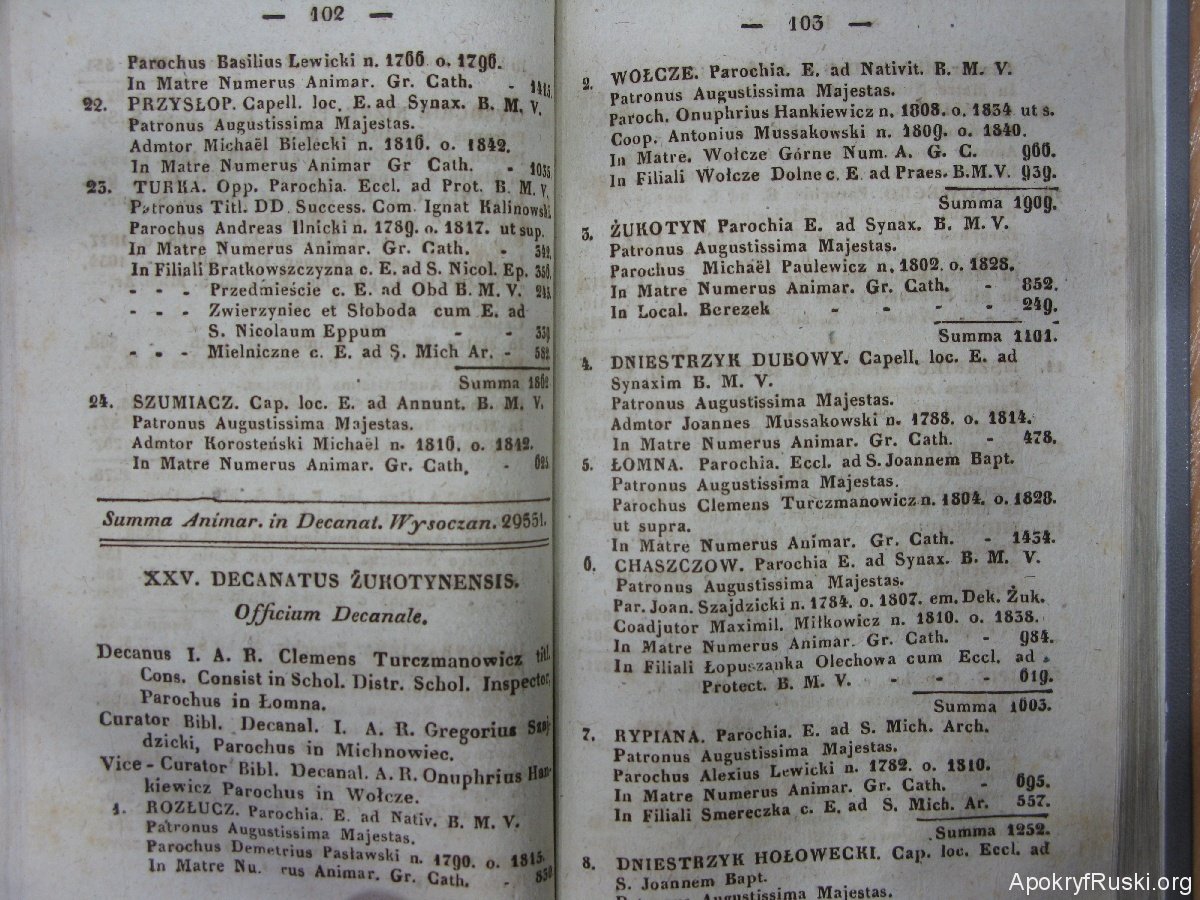 — 102 —
Parochus Basilius Lewicki n. 1766 o. 1796.
In Matre Numerus Animar. Gr. Cath. - 1415.
22. PRZYSŁOP. Capell. loc. E. ad Synax. B. M. V.
Patronus Augustissima Majestas.
Admtor Michaël Bielecki n. 1816. o. 1842.
In Matre Numerus Animar Gr Cath. - 1035
23. TURKA. Opp. Parochia. Eccl. ad Prot. B. M. V.
Patronus Titl. DD. Success. Com. Ignat Kalinowski
Parochus Andreas Ilnicki n. 1789. o. 1817. ut sup.
In Matre Numerus Animar. Gr. Cath. - 342,
In Filiali Bratkowszczyzna c. E. ad S. Nicol. Ep. 350,
- - - Przedmieście c. E. ad Obd B. M. V. 245
- - - Zwierzyniec et Słoboda cum E. ad
S. Nicolaum Eppum - - 339
- - - Mielniczne c. E. ad S. Mich Ar. - 582
Summa 1862
24. SZUMIACZ. Cap. loc. E. ad Annunt. B. M. V.
Patronus Augustissima Majestas.
Admtor Korosteński Michaël n. 1816. o. 1842.
In Matre Numerus Animar. Gr. Cath. - 625
Summa Animar. in Decanat. Wysoczan. 29551.
XXV. DECANATUS ŻUKOTYNENSIS.
Officium Decanale.
Decanus I. A. R. Clemens Turczmanowicz titl.
Cons. Consist in Schol. Distr. Schol. Inspector,
Parochus in Łomna.
Curator Bibl. Decanal. I. A. R. Gregorius Szaj-
dzicki, Parochus in Michnowiec.
Vice-Curator Bibl. Decanal. A. R. Onuphrius Han-
kiewicz Parochus in Wołcze.
1. ROZŁUCZ. Parochia. E. ad Nativ. B. M. V.
Patronus Augustissima Majestas.
Parochus Demetrius Pasławski n. 1790. o. 1815.
In Matre Nu. rus Animar. Gr. Cath. - 850
— 103 —
2. WOŁCZE. Parochia. E. ad Nativit. B. M. V.
Patronus Augustissima Majestas.
Paroch. Onuphrius Hankiewicz n. 1808. o. 1834 ut s.
Coop. Antonius Mussakowski n. 1809. o. 1840.
In Matre. Wołcze Górne Num. A. G. C. 966.
In Filiali Wołcze Dolne c. E ad Praes. B.M.V. 939.
Summa 1909.
3. ŻUKOTYN Parochia E. ad Synax. B. M. V.
Patronus Augustissima Majestas.
Parochus Michaël Paulewicz n. 1802. o. 1828.
In Matre Numerus Animar. Gr. Cath. - 852.
In Local. Berezek - - - - 249.
Summa 1101.
4. DNIESTRZYK DUBOWY. Capell. loc. E. ad
Synaxim B. M. V.
Patronus Augustissima Majestas.
Admtor Joannes Mussakowski n. 1788. o. 1814.
In Matre Numerus Animar. Gr. Cath. - 478.
5. ŁOMNA. Parochia. Eccl. ad S. Joannem Bapt.
Patronus Augustissima Majestas.
Parochus Clemens Turczmanowicz n. 1804. o. 1828.
ut supra.
In Matre Numerus Animar. Gr. Cath. - 1434.
6. CHASZCZOW. Parochia E. ad Synax. B. M. V.
Patronus Augustissima Majestas.
Par. Joan. Szajdzicki n. 1784. o. 1807. em. Dek. Żuk.
Coadjutor Maximil. Miłkowicz n. 1810. o. 1838.
In Matre Numerus Animar. Gr. Cath. - 984.
In Filiali Łopuszanka Olechowa cum Eccl. ad
Protect. B. M. V. - - - 619.
Summa 1603.
7. RYPIANA. Parochia. E. ad S. Mich. Arch.
Patronus Augustissima Majestas.
Parochus Alexius Lewicki n. 1782. o. 1810.
In Matre Numerus Animar. Gr. Cath. - 695.
In Filiali Smereczka c. E. ad S. Mich. Ar. 557.
Summa 1252.
8. DNIESTRZYK HOŁOWECKI. Cap. loc. Eccl. ad
S. Joannem Bapt.
Patronus Augustissima Majestas.
ApokryfRuski.org